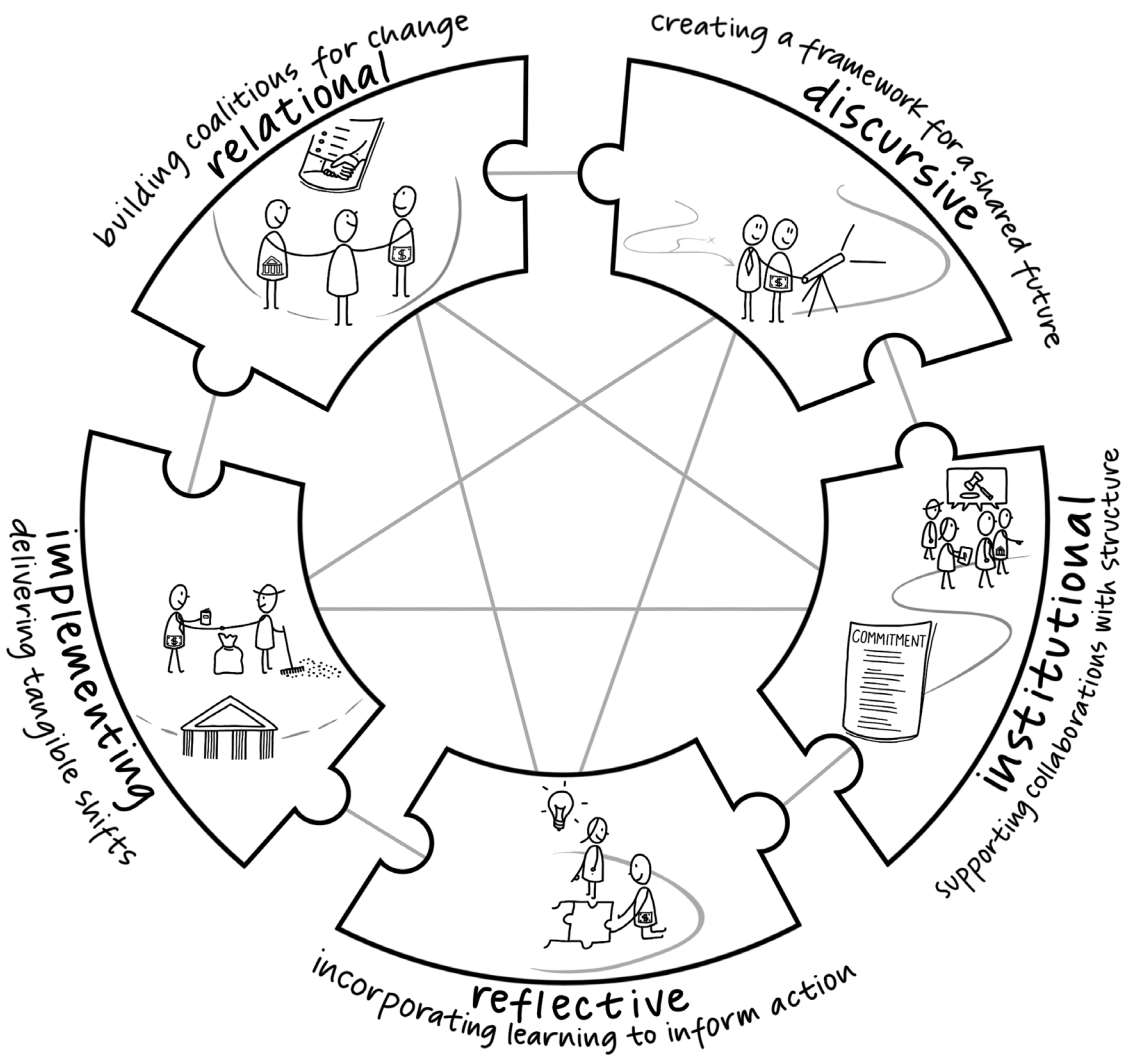 building coalitions for change
relational
creating a framework for a shared future
discursive
institutional
supporting collaborations with structure
COMMITMENT
reflective
incorporating learning to inform action
implementing
delivering tangible shifts
$
$
$
$